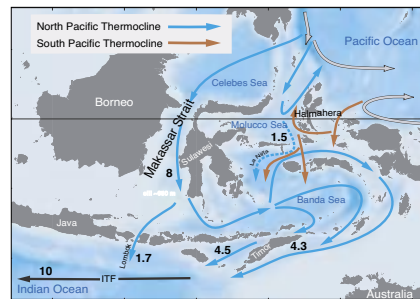 North Pacific Thermocline
South Pacific Thermocline
Pacific Ocean
Celebes Sea
Borneo
Makassar Strait
Halmahera
Molucco Sea
1.5
Sulawesi
8
Banda Sea
Java
Lombok
1.7
4.5
Timor
4.3
10
ITF
Indian Ocean
Australia